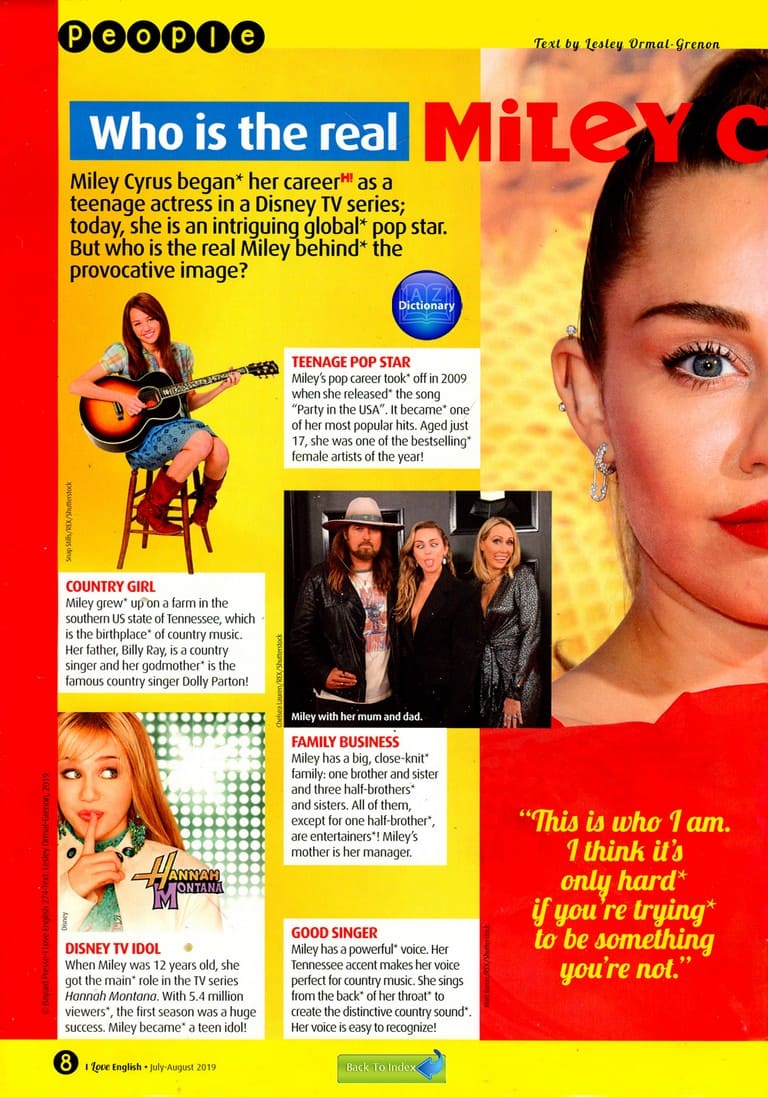 People
Text by Lesley Ormal-Grenon
Who is the real MiLEY C
Miley Cyrus began* her careerH! as a
teenage actress in a Disney TV series;
today, she is an intriguing global* pop star.
But who is the real Miley behind* the
provocative image?
AZ
Dictionary
TEENAGE POP STAR
Miley's pop career took* off in 2009
when she released* the song
"Party in the USA". It became* one
of her most popular hits. Aged just
17, she was one of the bestselling*
female artists of the year!
Snap Stills/REX/Shutterstock
COUNTRY GIRL
Miley grew* up on a farm in the
southern US state of Tennessee, which
is the birthplace* of country music.
Her father, Billy Ray, is a country
singer and her godmother* is the
famous country singer Dolly Parton!
Chelsea Lauren/REX/Shutterstock
Miley with her mum and dad.
FAMILY BUSINESS
Miley has a big, close-knit*
family: one brother and sister
and three half-brothers*
and sisters. All of them,
except for one half-brother*,
are entertainers*! Miley's
mother is her manager.
HANNAH
MONTANA
Disney
DISNEY TV IDOL
When Miley was 12 years old, she
got the main* role in the TV series
Hannah Montana. With 5.4 million
viewers*, the first season was a huge
success. Miley became* a teen idol!
GOOD SINGER
Miley has a powerful* voice. Her
Tennessee accent makes her voice
perfect for country music. She sings
from the back* of her throat* to
create the distinctive country sound*.
Her voice is easy to recognize!
"This is who I am.
I think it's
only hard*
if you're trying*
to be something
you're not."
© Bayard Presse-I Love English 274-Text: Lesley Ormal-Grenon, 2019
8 I Love English • July-August 2019
Back To Index